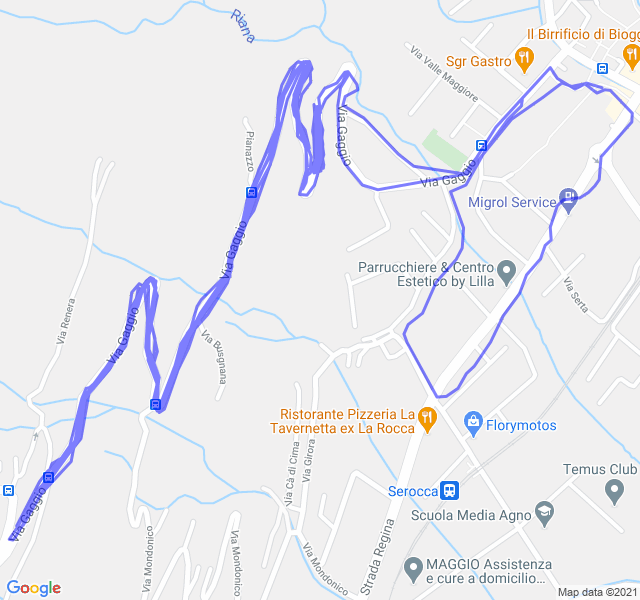 Riana
Il Birrificio di Biogg
Sgr Gastro
Via Valle Maggiore
Via Gaggio
Pianazzo
Via Gaggio
Migrol Service
Via Gaggio
Parrucchiere & Centro
Estetico by Lilla
Via Serta
Via Renera
Via Gaggio
Via Busgnana
Ristorante Pizzeria La
Tavernetta ex La Rocca
Florymotos
Via Cà di Cima
Via Girora
Temus Club
Serocca
Scuola Media Agno
Via Gaggio
Strada Regina
Via Mondonico
Via Mondonico
Via Mondonico
MAGGIO Assistenza
e cure a domicilio...
Google
Map data ©2021